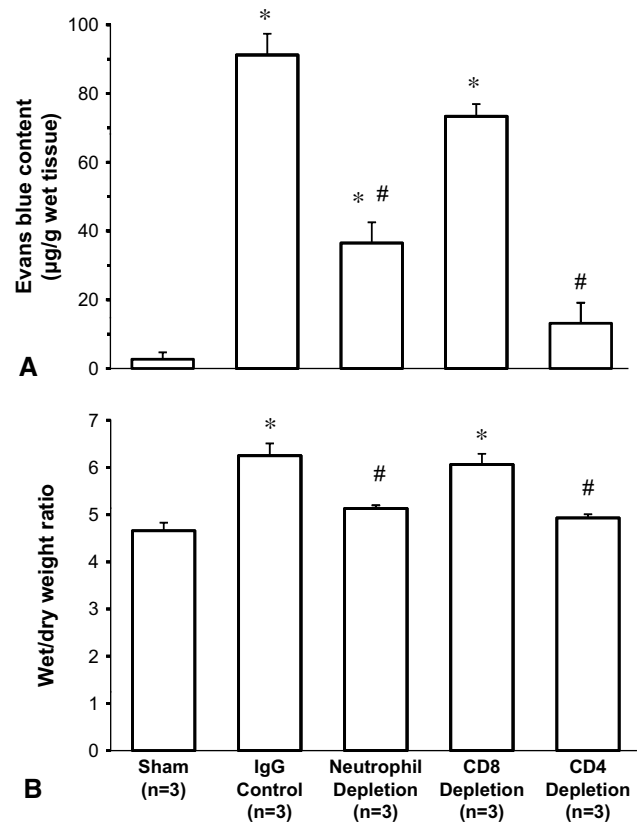 100
80
60
40
20
0
Evans blue content
(µg/g wet tissue)
*
* #
*
#
A
7
6
5
4
3
2
1
0
Wet/dry weight ratio
*
#
*
#
B
Sham
(n=3)
IgG
Control
(n=3)
Neutrophil
Depletion
(n=3)
CD8
Depletion
(n=3)
CD4
Depletion
(n=3)